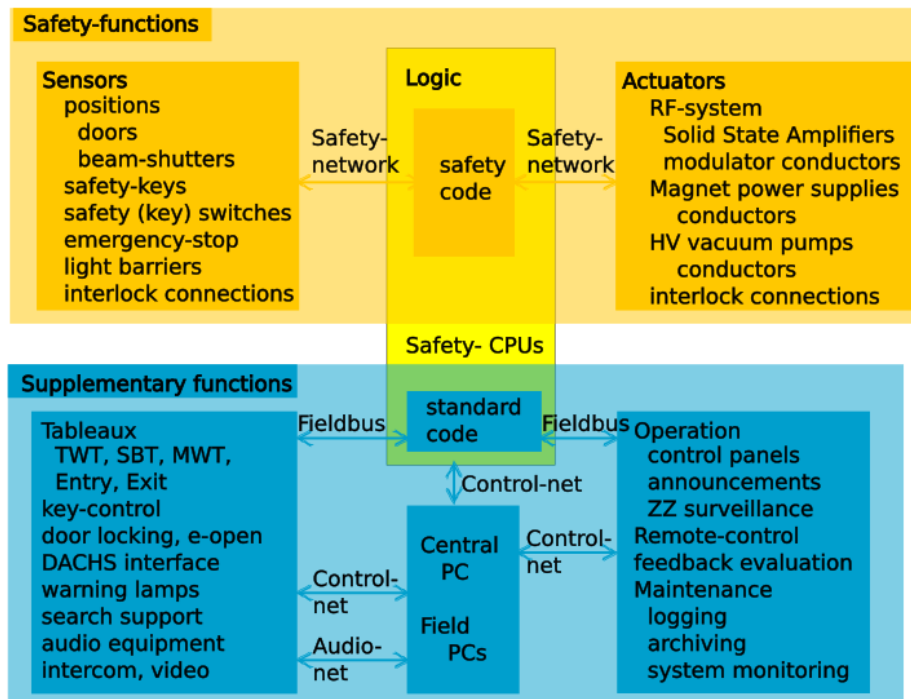 Safety-functions
Sensors
positions
doors
beam-shutters
safety-keys
safety (key) switches
emergency-stop
light barriers
interlock connections
Safety-
network
Logic
safety
code
Safety-
network
Actuators
RF-system
Solid State Amplifiers
modulator conductors
Magnet power supplies
conductors
HV vacuum pumps
conductors
interlock connections
Safety- CPUs
Supplementary functions
Tableaux
TWT, SBT, MWT,
Entry, Exit
key-control
door locking, e-open
DACHS interface
warning lamps
search support
audio equipment
intercom, video
Fieldbus
standard
code
Fieldbus
Control-net
Control-
net
Audio-
net
Central
PC
Field
PCs
Control-
net
Operation
control panels
announcements
ZZ surveillance
Remote-control
feedback evaluation
Maintenance
logging
archiving
system monitoring